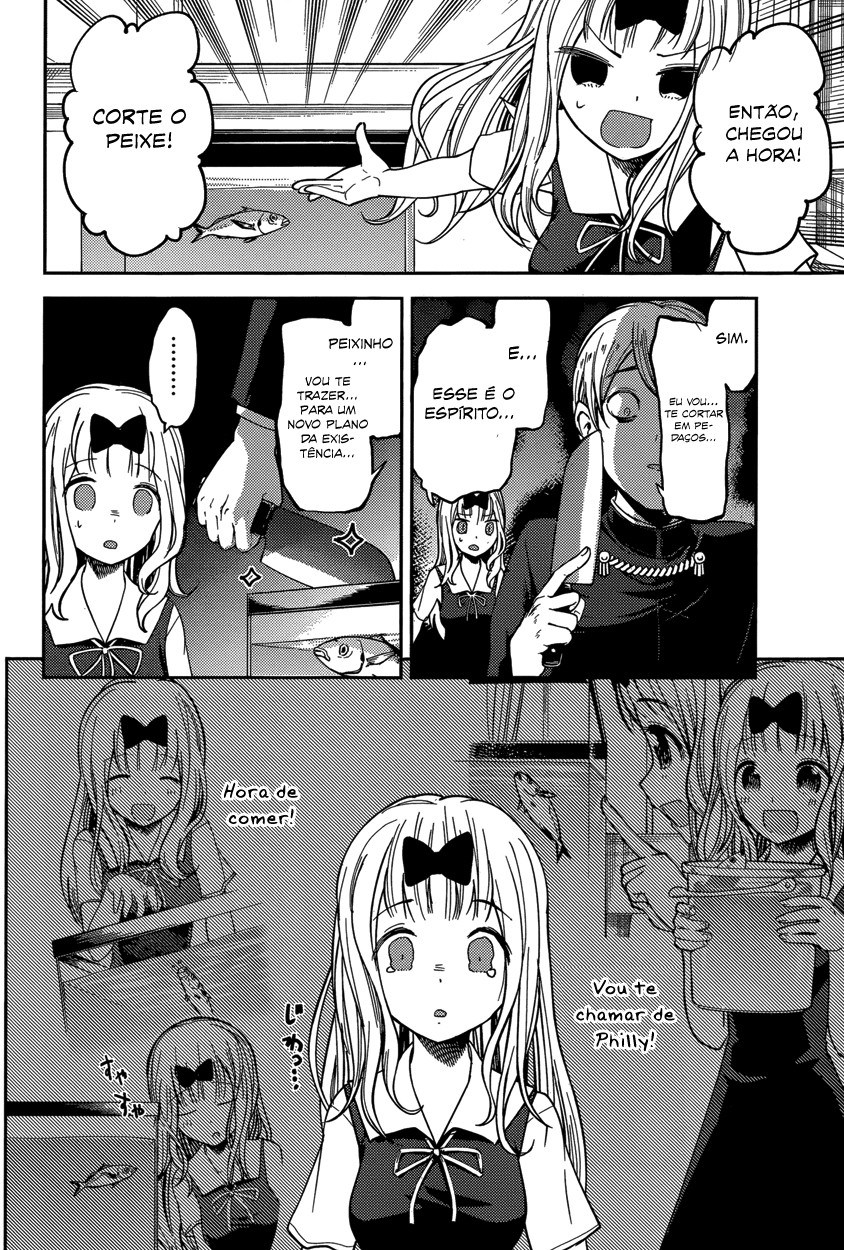 ENTÃO,
CHEGOU
A HORA!
CORTE O
PEIXE!
SIM.
EU VOU...
TE CORTAR
EM PE-
DAÇOS...
E...
ESSE É O
ESPÍRITO...
PEIXINHO
...
VOU TE
TRAZER...
PARA UM
NOVO PLANO
DA EXIS-
TÊNCIA...
.........
Vou te
chamar de
Philly!
Hora de
comer!
じわっ…
すや
すや